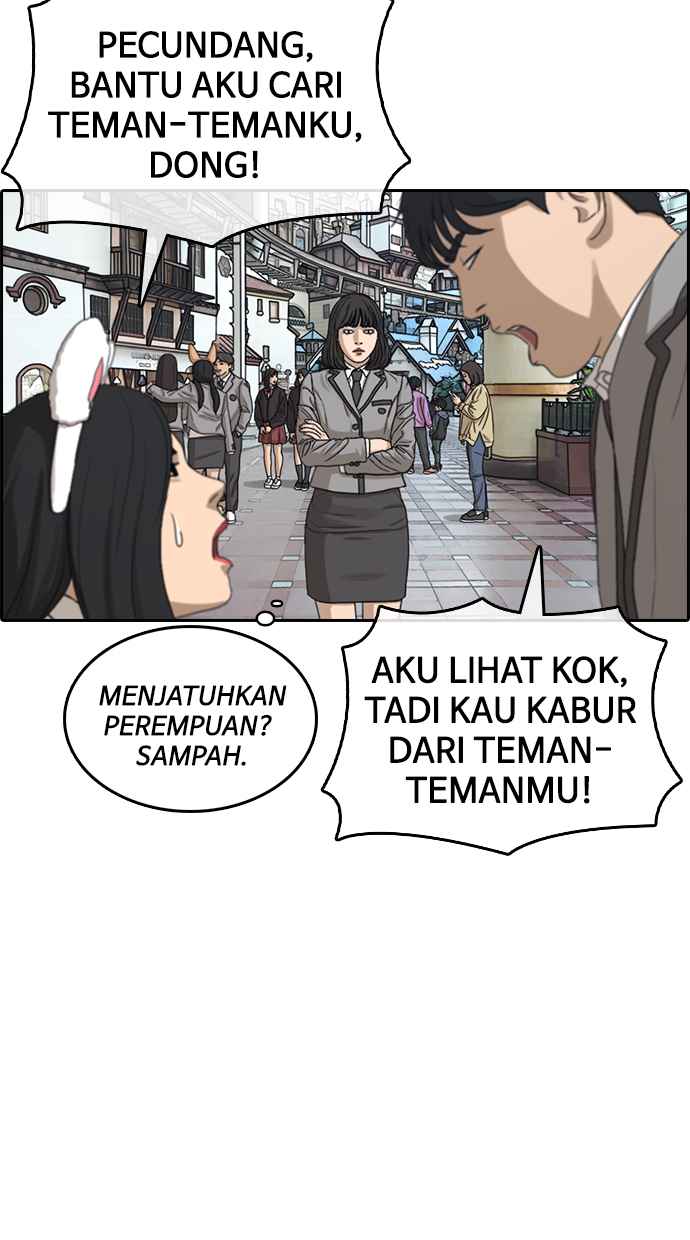 PECUNDANG,
BANTU AKU CARI
TEMAN-TEMANKU,
DONG!
MENJATUHKAN
PEREMPUAN?
SAMPAH.
AKU LIHAT KOK,
TADI KAU KABUR
DARI TEMAN-
TEMANMU!